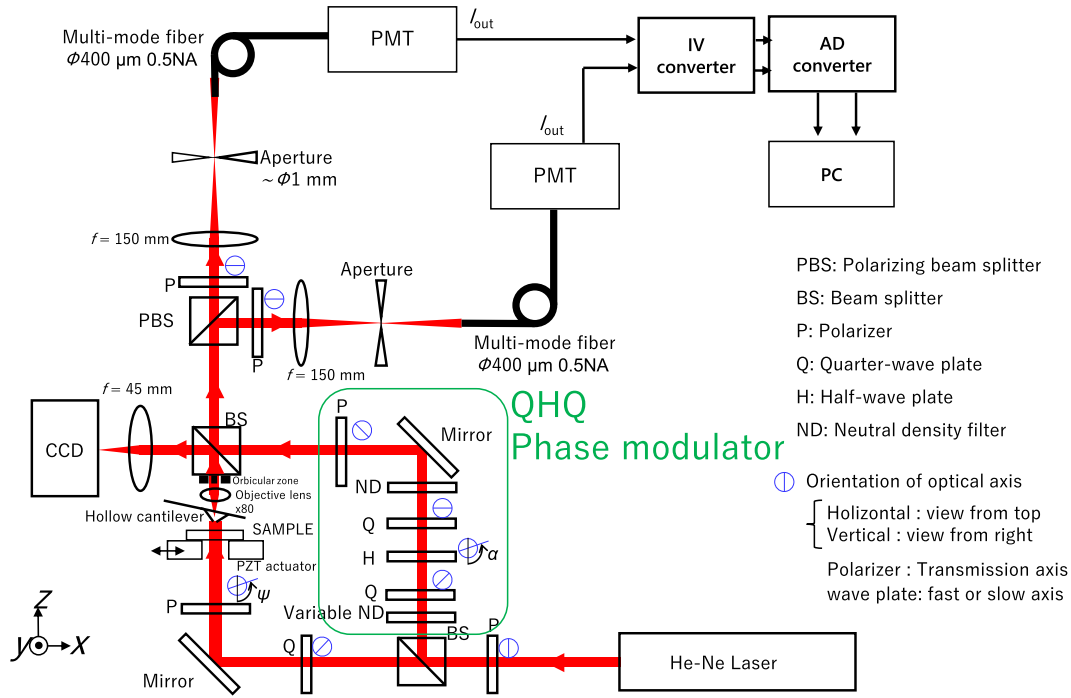 Multi-mode fiber
Φ400 μm 0.5NA
PMT
Iout
IV
converter
AD
converter
PC
Iout
PMT
Aperture
~Φ1 mm
f = 150 mm
P
PBS
P
Aperture
f = 150 mm
Multi-mode fiber
Φ400 μm 0.5NA
PBS: Polarizing beam splitter
BS: Beam splitter
P: Polarizer
Q: Quarter-wave plate
H: Half-wave plate
ND: Neutral density filter
Orientation of optical axis
Holizontal : view from top
Vertical : view from right
Polarizer : Transmission axis
wave plate: fast or slow axis
f = 45 mm
CCD
BS
P
QHQ
Phase modulator
Mirror
Orbicular zone
Objective lens
x80
Hollow cantilever
SAMPLE
PZT actuator
ND
Q
H
α
Q
Variable ND
P
ψ
z
y
x
Mirror
Q
BS
P
He-Ne Laser